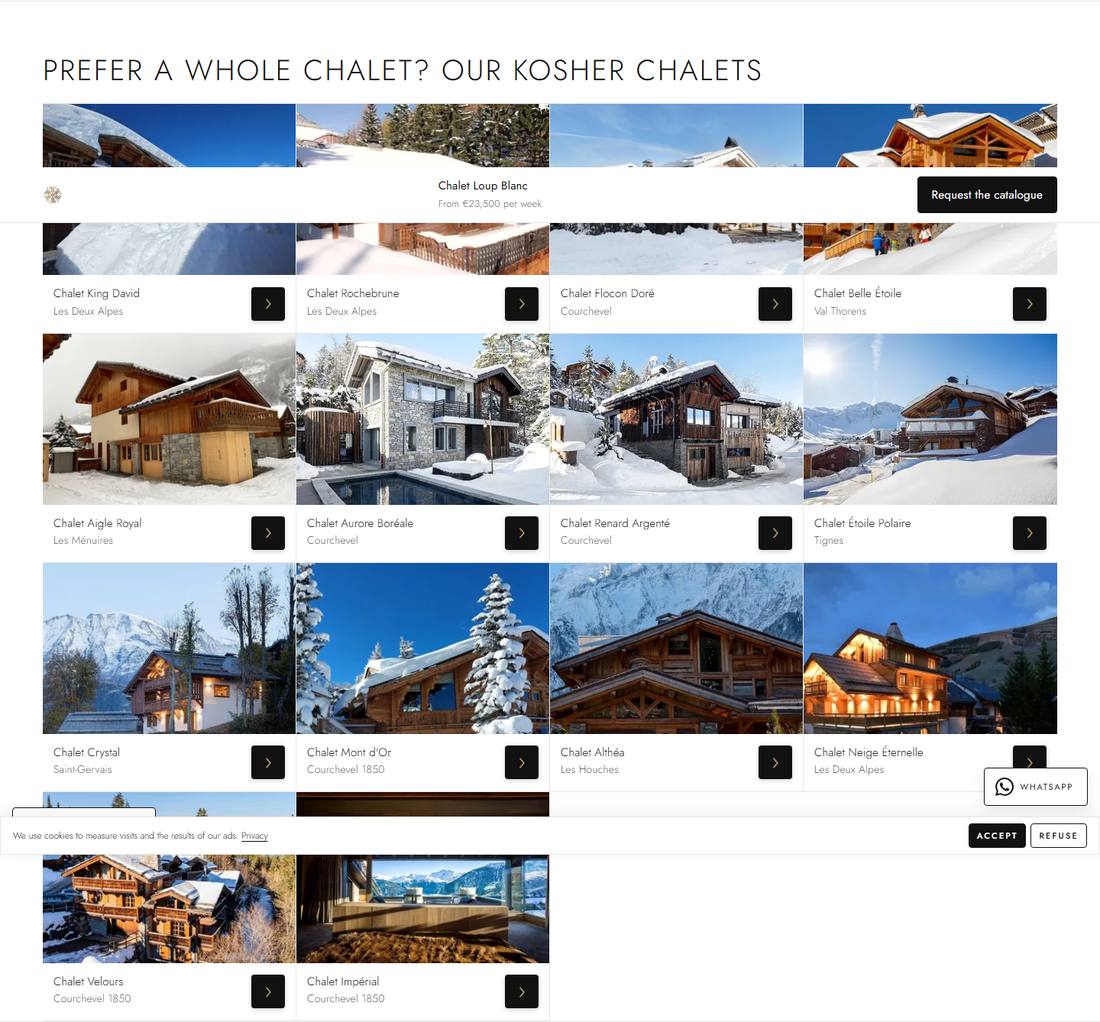 PREFER A WHOLE CHALET? OUR KOSHER CHALETS
Chalet Loup Blanc
From €23,500 per week
Request the catalogue
Chalet King David
Les Deux Alpes
Chalet Rochebrune
Les Deux Alpes
Chalet Flocon Doré
Courchevel
Chalet Belle Étoile
Val Thorens
Chalet Aigle Royal
Les Ménuires
Chalet Aurore Boréale
Courchevel
Chalet Renard Argenté
Courchevel
Chalet Étoile Polaire
Tignes
Chalet Crystal
Saint-Gervais
Chalet Mont d'Or
Courchevel 1850
Chalet Althéa
Les Houches
Chalet Neige Éternelle
Les Deux Alpes
WHATSAPP
We use cookies to measure visits and the results of our ads. Privacy
ACCEPT
REFUSE
Chalet Velours
Courchevel 1850
Chalet Impérial
Courchevel 1850